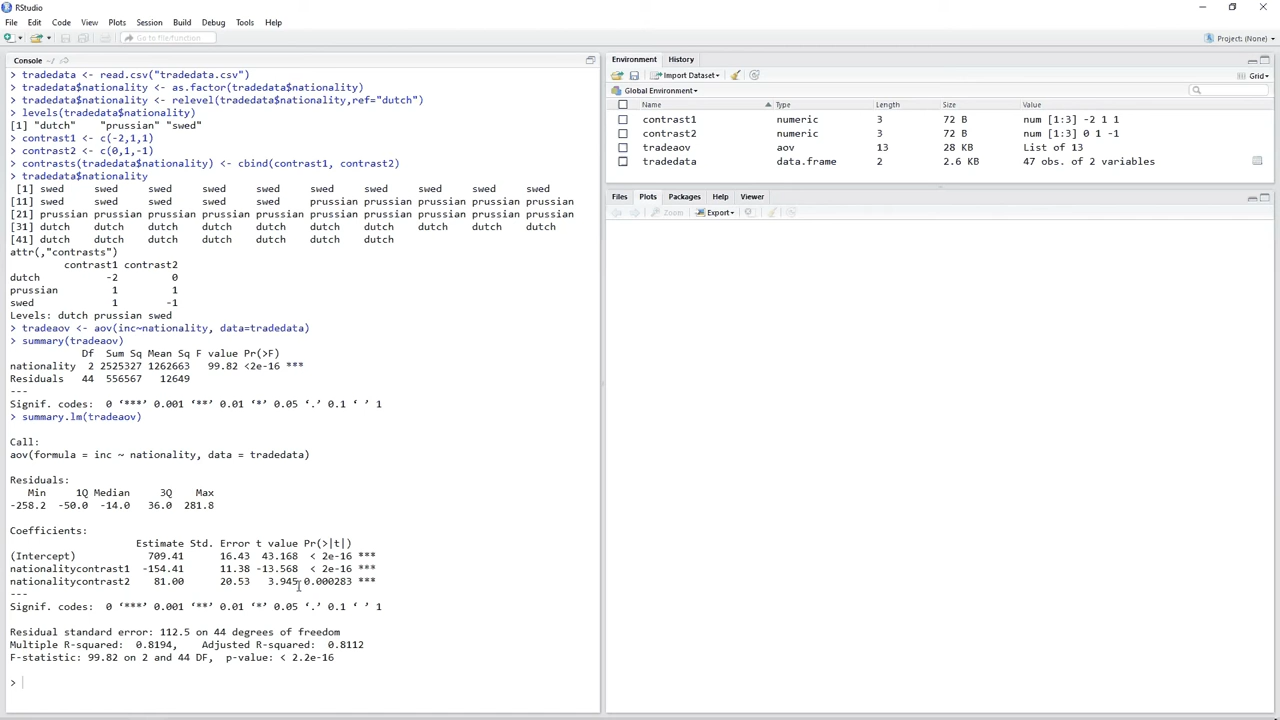 RStudio
File Edit Code View Plots Session Build Debug Tools Help
Go to file/function
Project: (None)
Console ~/
> tradedata <- read.csv("tradedata.csv")
> tradedata$nationality <- as.factor(tradedata$nationality)
> tradedata$nationality <- relevel(tradedata$nationality,ref="dutch")
> levels(tradedata$nationality)
[1] "dutch" "prussian" "swed"
> contrast1 <- c(-2,1,1)
> contrast2 <- c(0,1,-1)
> contrasts(tradedata$nationality) <- cbind(contrast1, contrast2)
> tradedata$nationality
[1] swed swed swed swed swed swed swed swed swed swed
[11] swed swed swed swed swed prussian prussian prussian prussian prussian
[21] prussian prussian prussian prussian prussian prussian prussian prussian prussian prussian
[31] dutch dutch dutch dutch dutch dutch dutch dutch dutch dutch
[41] dutch dutch dutch dutch dutch dutch dutch
attr(,"contrasts")
contrast1 contrast2
dutch -2 0
prussian 1 1
swed 1 -1
Levels: dutch prussian swed
> tradeaov <- aov(inc~nationality, data=tradedata)
> summary(tradeaov)
Df Sum Sq Mean Sq F value Pr(>F)
nationality 2 2525327 1262663 99.82 <2e-16 ***
Residuals 44 556567 12649
---
Signif. codes: 0 ‘***’ 0.001 ‘**’ 0.01 ‘*’ 0.05 ‘.’ 0.1 ‘ ’ 1
> summary.lm(tradeaov)
Call:
aov(formula = inc ~ nationality, data = tradedata)
Residuals:
Min 1Q Median 3Q Max
-258.2 -50.0 -14.0 36.0 281.8
Coefficients:
Estimate Std. Error t value Pr(>|t|)
(Intercept) 709.41 16.43 43.168 < 2e-16 ***
nationalitycontrast1 -154.41 11.38 -13.568 < 2e-16 ***
nationalitycontrast2 81.00 20.53 3.945 0.000283 ***
---
Signif. codes: 0 ‘***’ 0.001 ‘**’ 0.01 ‘*’ 0.05 ‘.’ 0.1 ‘ ’ 1
Residual standard error: 112.5 on 44 degrees of freedom
Multiple R-squared: 0.8194, Adjusted R-squared: 0.8112
F-statistic: 99.82 on 2 and 44 DF, p-value: < 2.2e-16
>
Environment History
Import Dataset Grid
Global Environment
Name Type Length Size Value
contrast1 numeric 3 72 B num [1:3] -2 1 1
contrast2 numeric 3 72 B num [1:3] 0 1 -1
tradeaov aov 13 28 KB List of 13
tradedata data.frame 2 2.6 KB 47 obs. of 2 variables
Files Plots Packages Help Viewer
Zoom Export